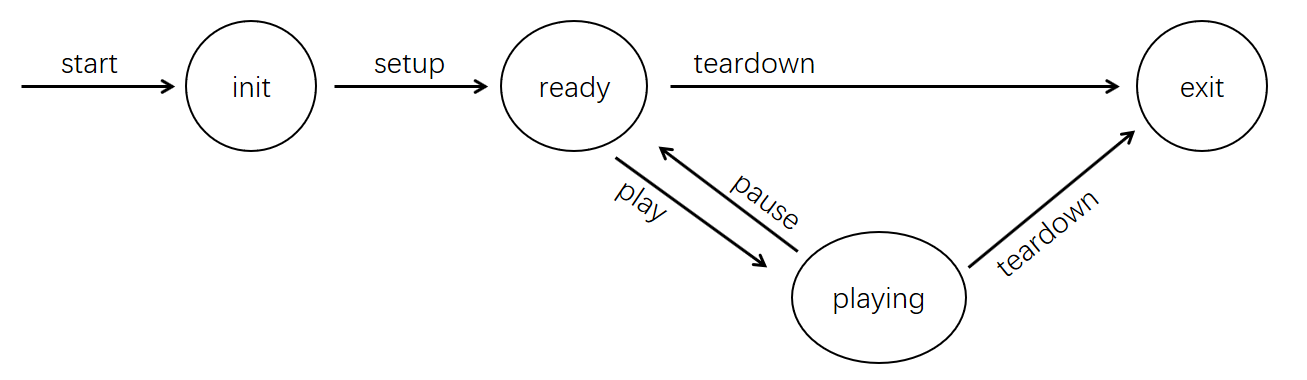 start
init
setup
ready
teardown
exit
play
pause
playing
teardown